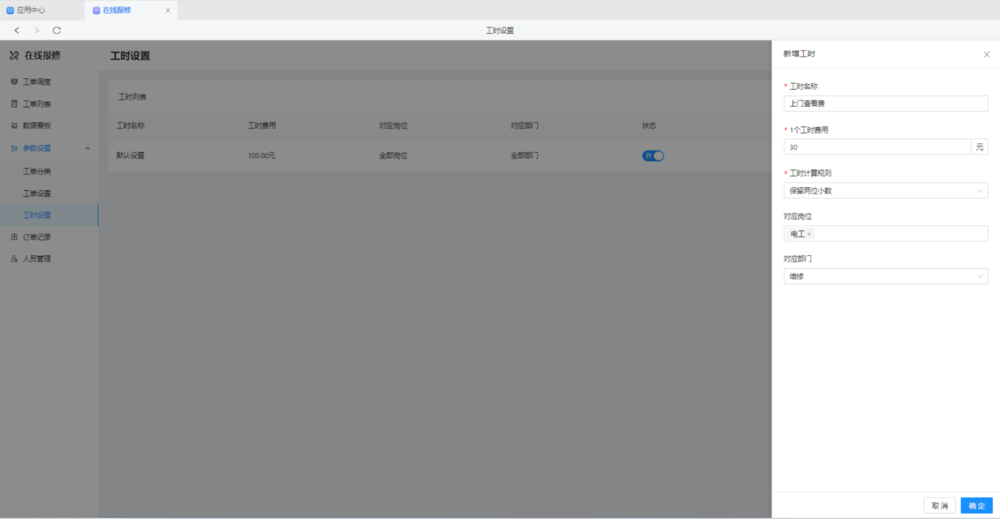 应用中心
在线报修
工时设置
在线报修
工单调度
工单列表
数据看板
参数设置
工单分类
工单设置
工时设置
订单记录
人员管理
工时设置
工时列表
工时名称 工时费用 对应岗位 对应部门 状态
默认设置 100.00元 全部岗位 全部部门 开
新增工时
* 工时名称
上门查看费
* 1个工时费用
30 元
* 工时计算规则
保留两位小数
对应岗位
电工 x
对应部门
维修
取消 确定